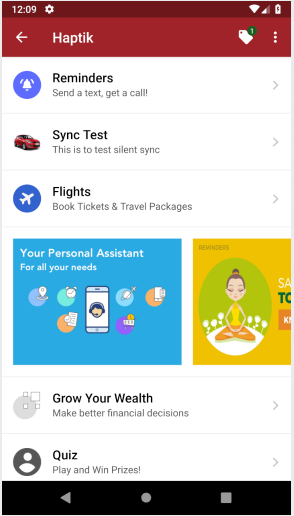 12:09
Haptik
1
Reminders
Send a text, get a call!
Sync Test
This is to test silent sync
Flights
Book Tickets & Travel Packages
Your Personal Assistant
For all your needs
REMINDERS
SA
TO
KN
Grow Your Wealth
Make better financial decisions
Quiz
Play and Win Prizes!